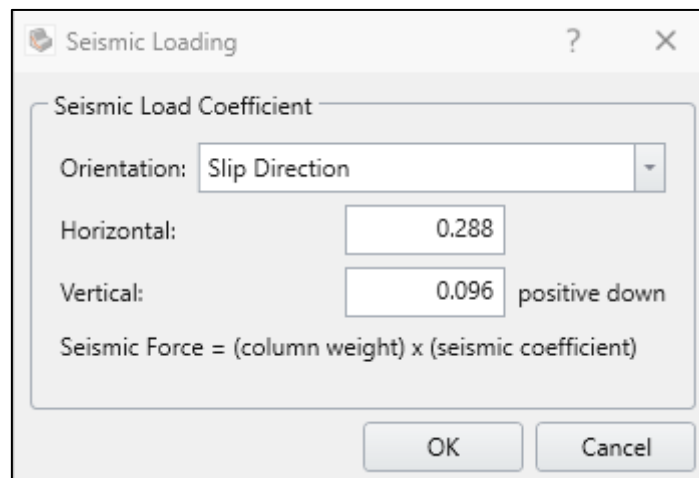 Seismic Loading
Seismic Load Coefficient
Orientation: Slip Direction
Horizontal: 0.288
Vertical: 0.096 positive down
Seismic Force = (column weight) x (seismic coefficient)
OK Cancel